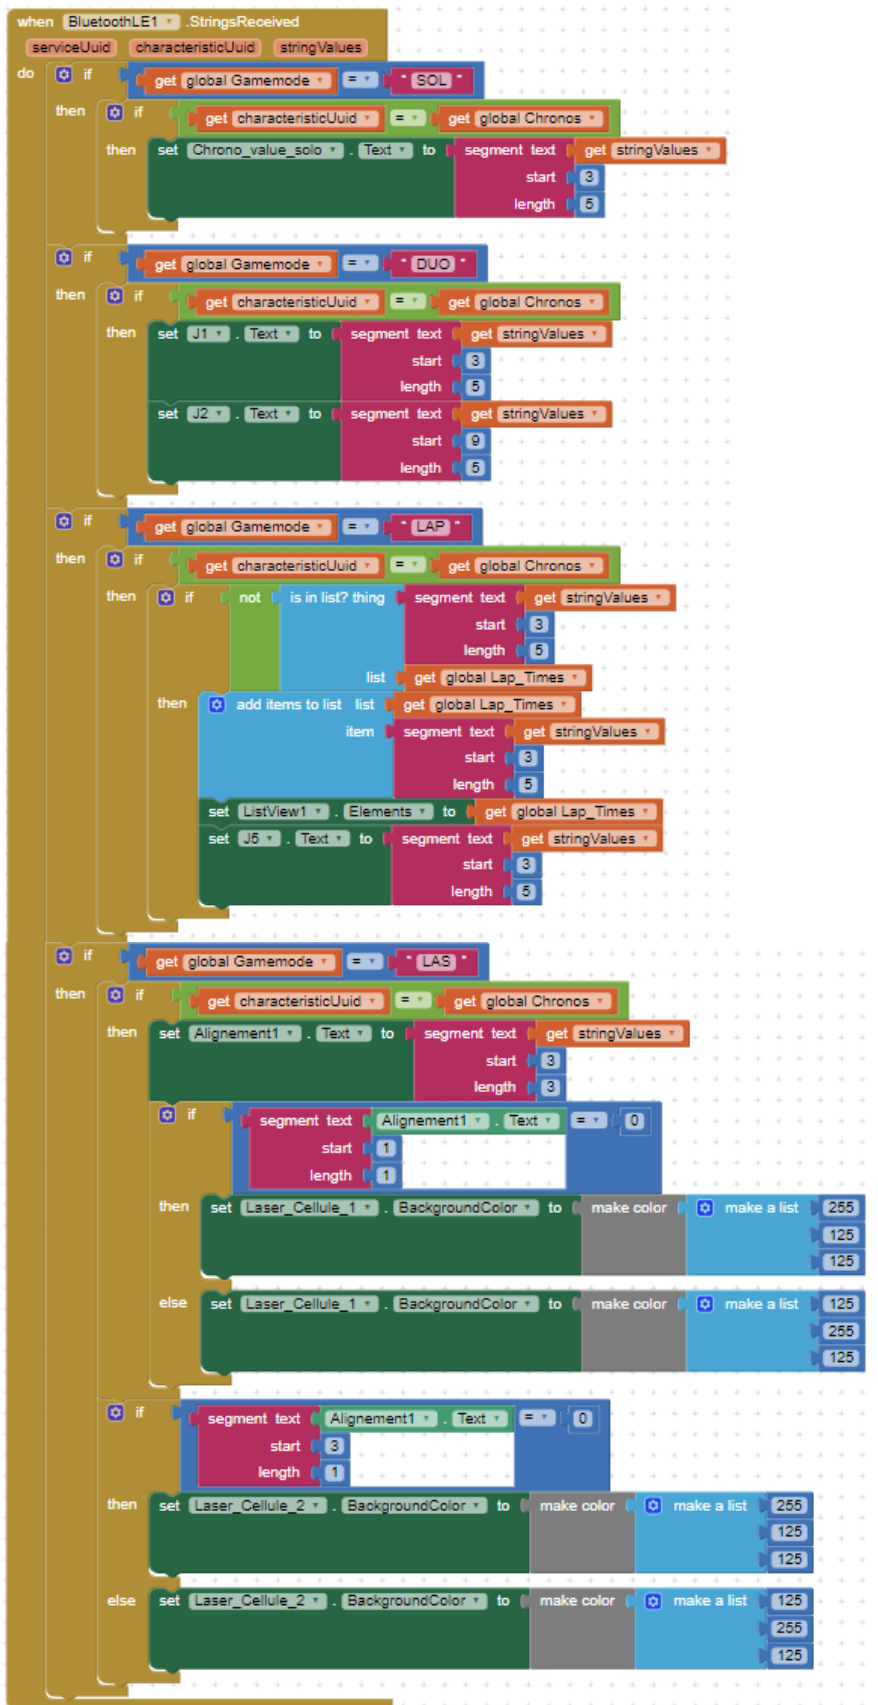 when BluetoothLE1 .StringsReceived
serviceUuid characteristicUuid stringValues
do if get global Gamemode = " SOL "
then if get characteristicUuid = get global Chronos
then set Chrono_value_solo . Text to segment text get stringValues
start 3
length 5
if get global Gamemode = " DUO "
then if get characteristicUuid = get global Chronos
then set J1 . Text to segment text get stringValues
start 3
length 5
set J2 . Text to segment text get stringValues
start 9
length 5
if get global Gamemode = " LAP "
then if get characteristicUuid = get global Chronos
then if not is in list? thing segment text get stringValues
start 3
length 5
list get global Lap_Times
then add items to list list get global Lap_Times
item segment text get stringValues
start 3
length 5
set ListView1 . Elements to get global Lap_Times
set J5 . Text to segment text get stringValues
start 3
length 5
if get global Gamemode = " LAS "
then if get characteristicUuid = get global Chronos
then set Alignement1 . Text to segment text get stringValues
start 3
length 3
if segment text Alignement1 . Text = 0
start 1
length 1
then set Laser_Cellule_1 . BackgroundColor to make color make a list 255
125
125
else set Laser_Cellule_1 . BackgroundColor to make color make a list 125
255
125
if segment text Alignement1 . Text = 0
start 3
length 1
then set Laser_Cellule_2 . BackgroundColor to make color make a list 255
125
125
else set Laser_Cellule_2 . BackgroundColor to make color make a list 125
255
125